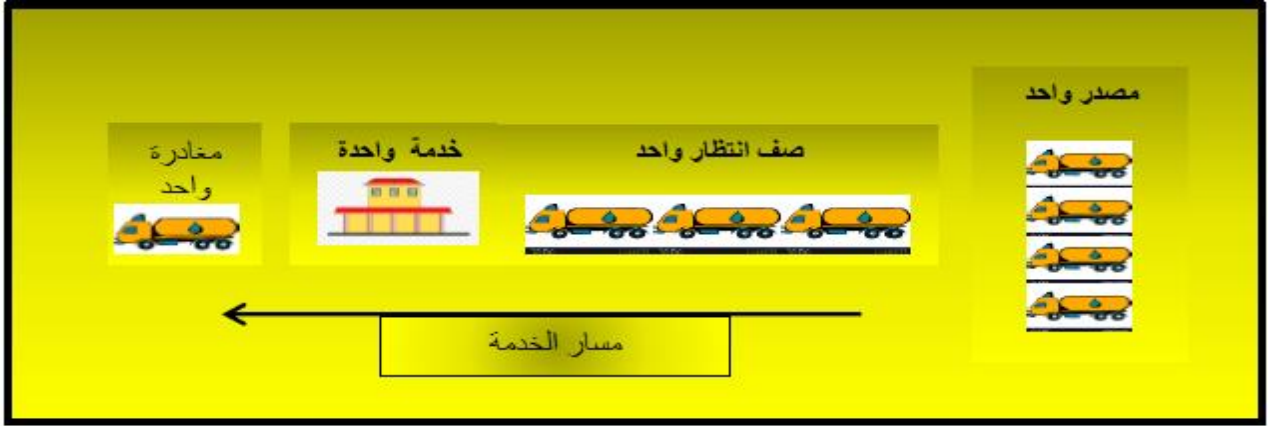 مصدر واحد
صف انتظار واحد
خدمة واحدة
مغادرة
واحد
مسار الخدمة